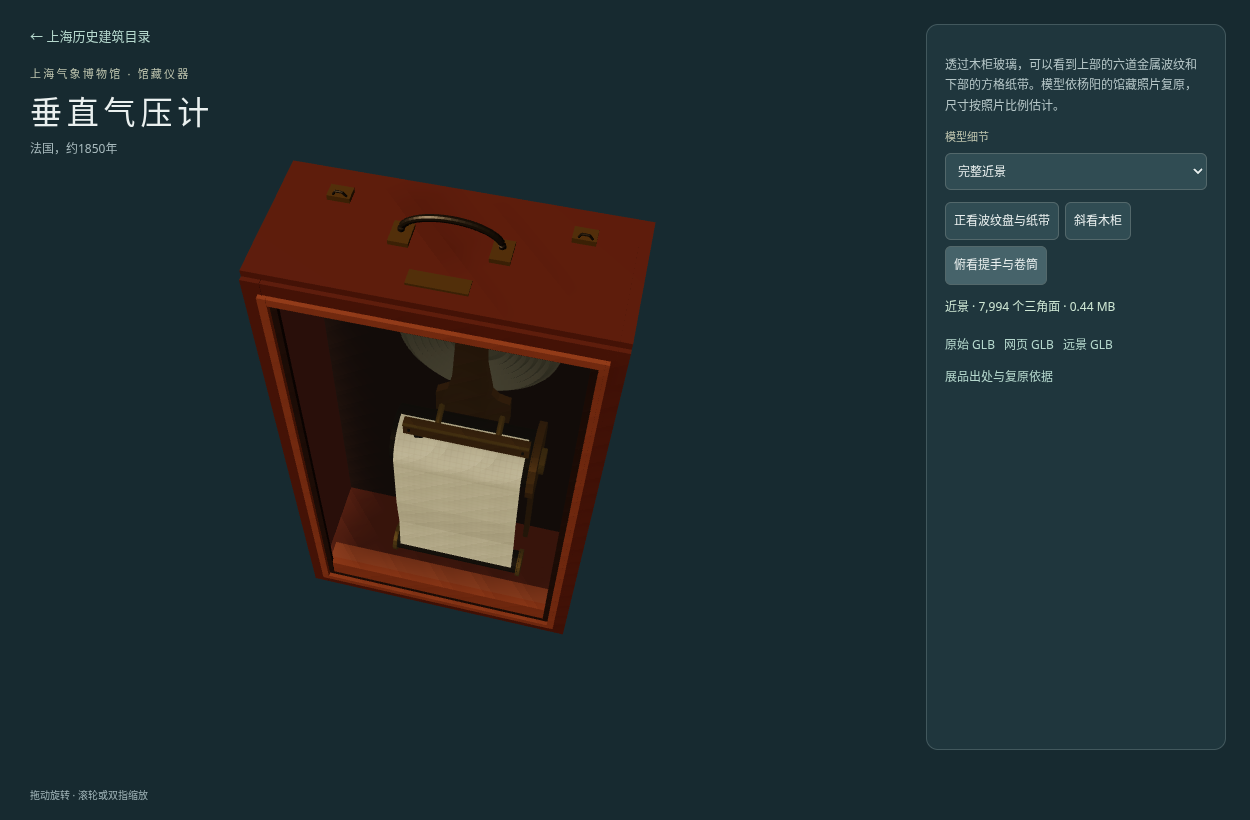 ← 上海历史建筑目录
上海气象博物馆 · 馆藏仪器
垂直气压计
法国，约1850年
透过木柜玻璃，可以看到上部的六道金属波纹和
下部的方格纸带。模型依杨阳的馆藏照片复原，
尺寸按照片比例估计。
模型细节
完整近景
正看波纹盘与纸带 斜看木柜
俯看提手与卷筒
近景 · 7,994 个三角面 · 0.44 MB
原始 GLB 网页 GLB 远景 GLB
展品出处与复原依据
拖动旋转 · 滚轮或双指缩放